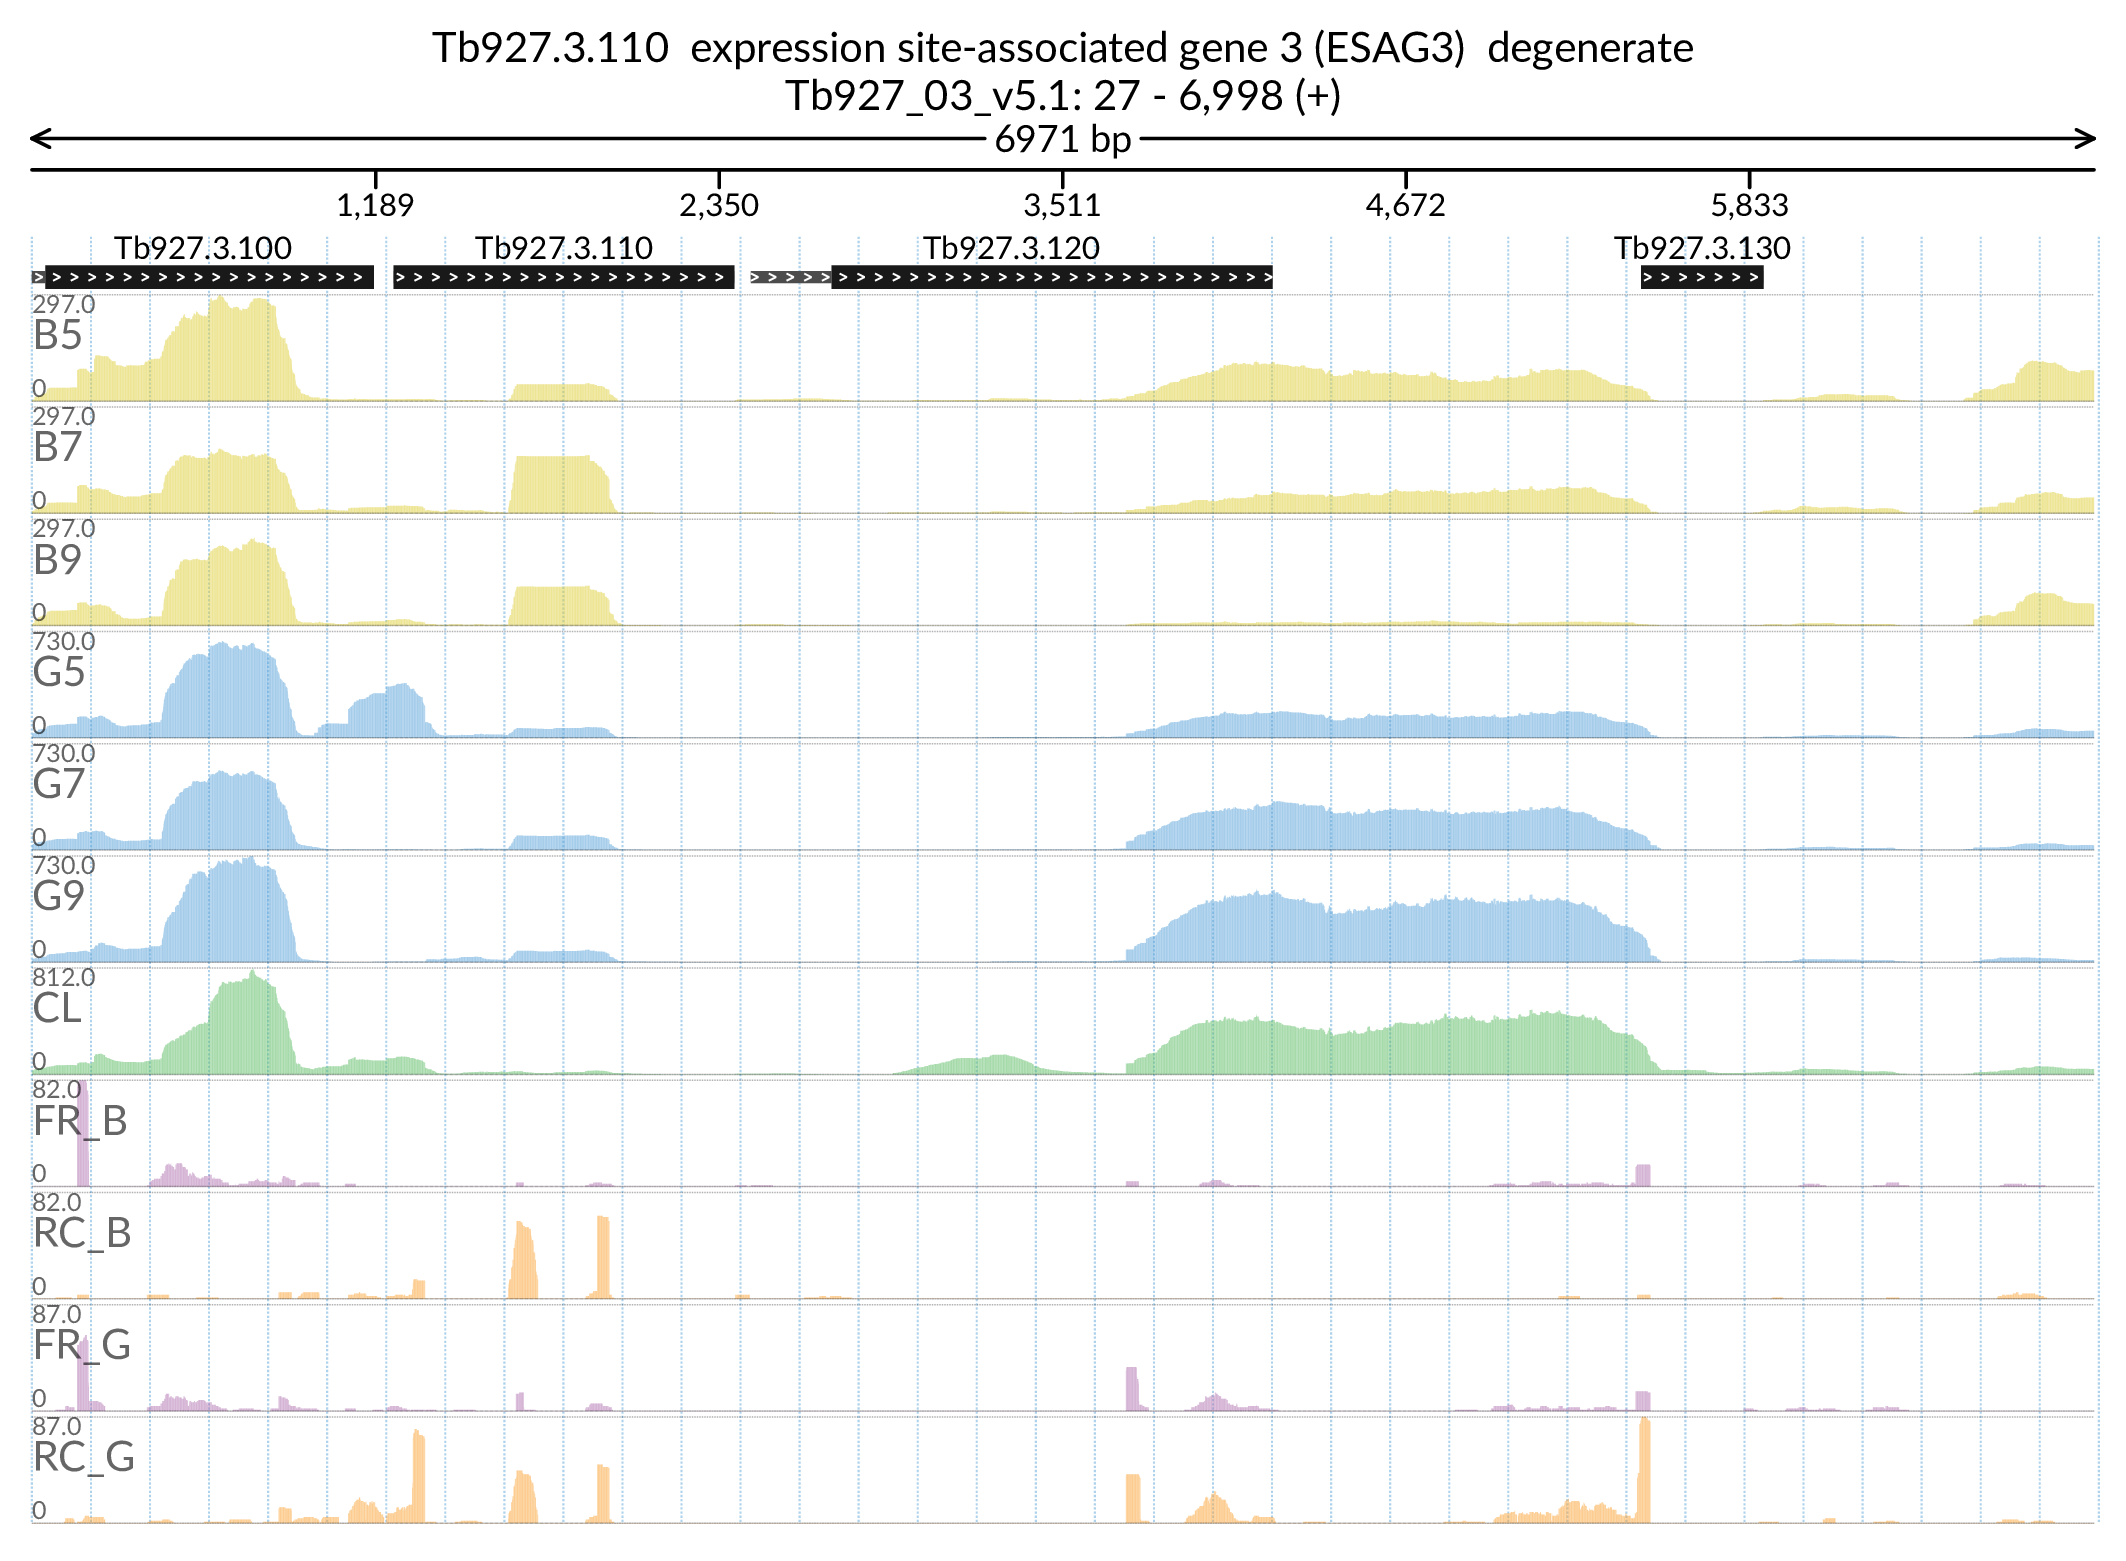 Tb927.3.110 expression site-associated gene 3 (ESAG3) degenerate
Tb927_03_v5.1: 27 - 6,998 (+)
6971 bp
1,189 2,350 3,511 4,672 5,833
Tb927.3.100 Tb927.3.110 Tb927.3.120 Tb927.3.130
297.0
B5
0
297.0
B7
0
297.0
B9
0
730.0
G5
0
730.0
G7
0
730.0
G9
0
812.0
CL
0
82.0
FR_B
0
82.0
RC_B
0
87.0
FR_G
0
87.0
RC_G
0